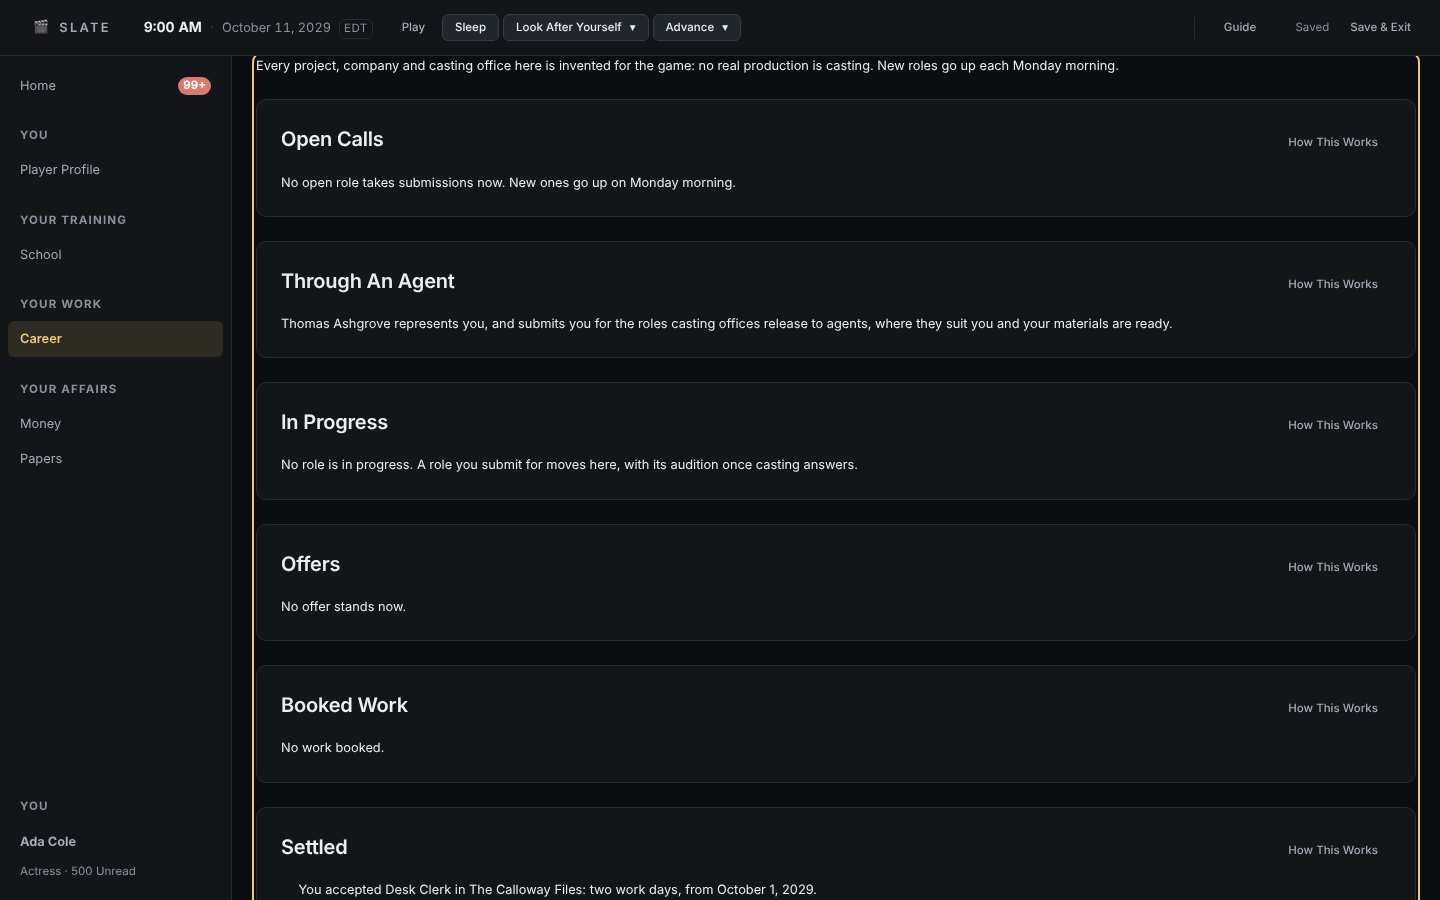 SLATE
9:00 AM · October 11, 2029 EDT
Play
Sleep
Look After Yourself ▾
Advance ▾
Guide
Saved
Save & Exit
Home
99+
YOU
Player Profile
YOUR TRAINING
School
YOUR WORK
Career
YOUR AFFAIRS
Money
Papers
YOU
Ada Cole
Actress · 500 Unread
Every project, company and casting office here is invented for the game: no real production is casting. New roles go up each Monday morning.
Open Calls
How This Works
No open role takes submissions now. New ones go up on Monday morning.
Through An Agent
How This Works
Thomas Ashgrove represents you, and submits you for the roles casting offices release to agents, where they suit you and your materials are ready.
In Progress
How This Works
No role is in progress. A role you submit for moves here, with its audition once casting answers.
Offers
How This Works
No offer stands now.
Booked Work
How This Works
No work booked.
Settled
How This Works
You accepted Desk Clerk in The Calloway Files: two work days, from October 1, 2029.